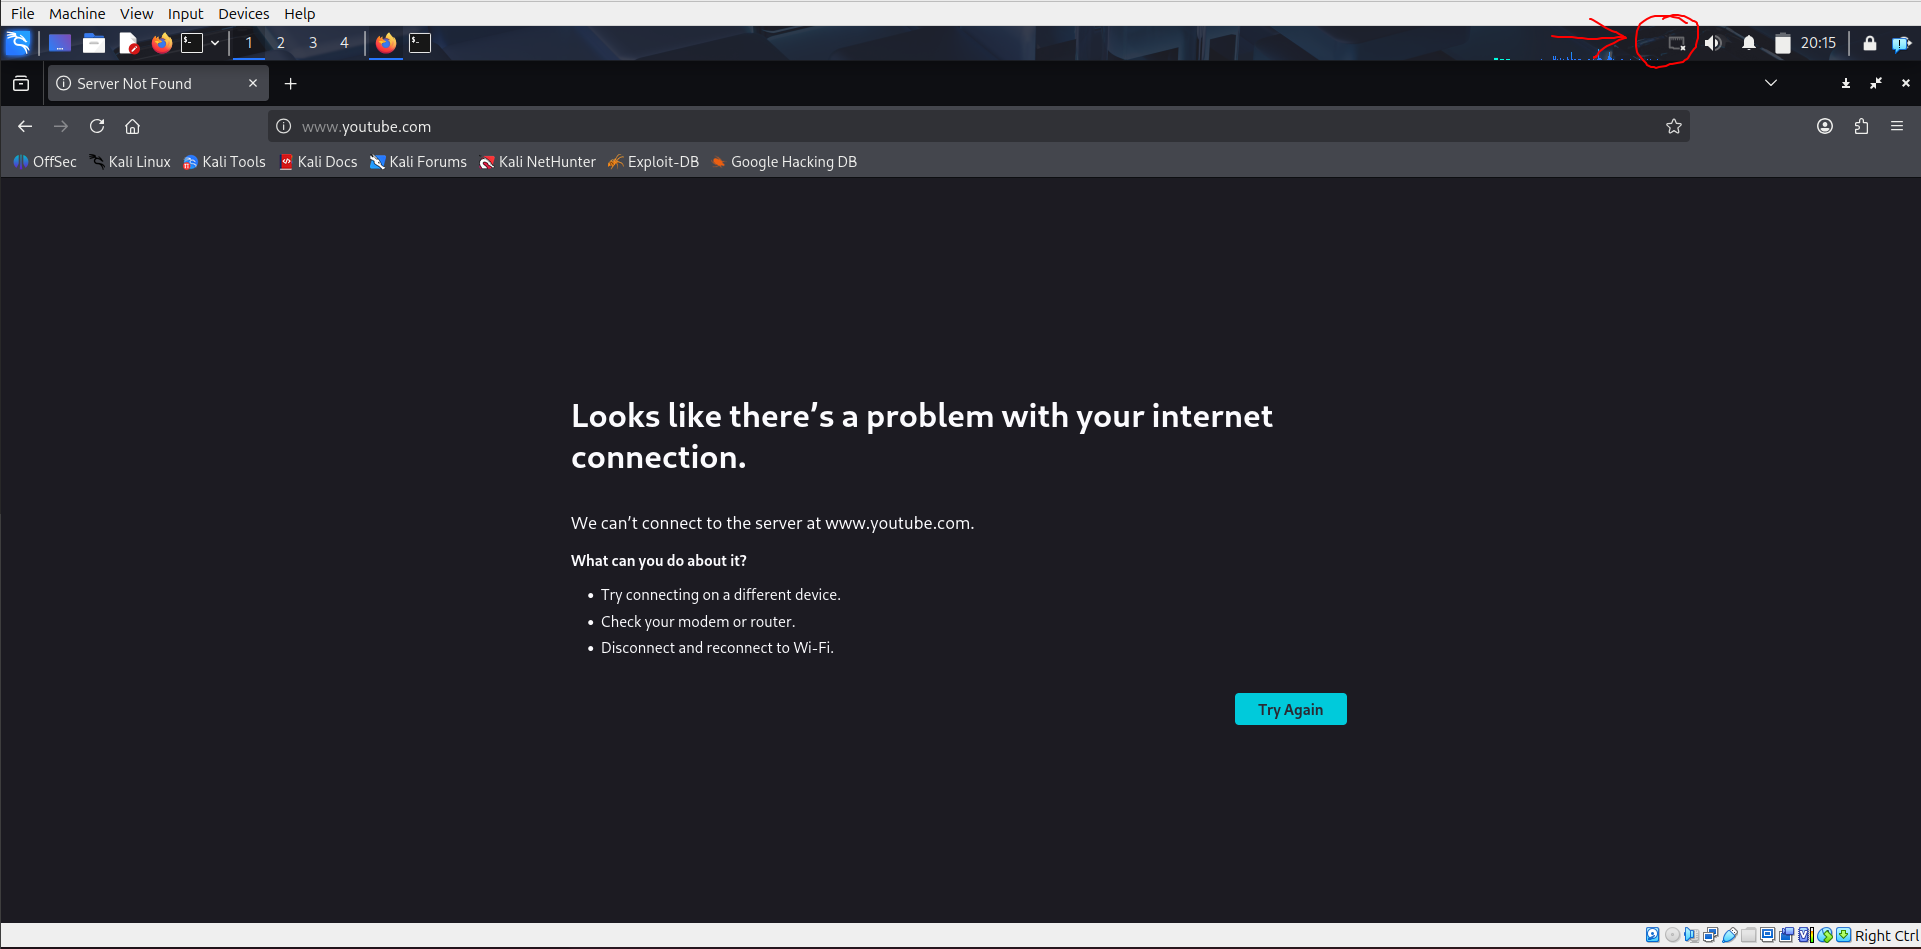 File Machine View Input Devices Help
1 2 3 4 20:15
Server Not Found
www.youtube.com
OffSec Kali Linux Kali Tools Kali Docs Kali Forums Kali NetHunter Exploit-DB Google Hacking DB
Looks like there’s a problem with your internet
connection.
We can’t connect to the server at www.youtube.com.
What can you do about it?
• Try connecting on a different device.
• Check your modem or router.
• Disconnect and reconnect to Wi-Fi.
Try Again
Right Ctrl